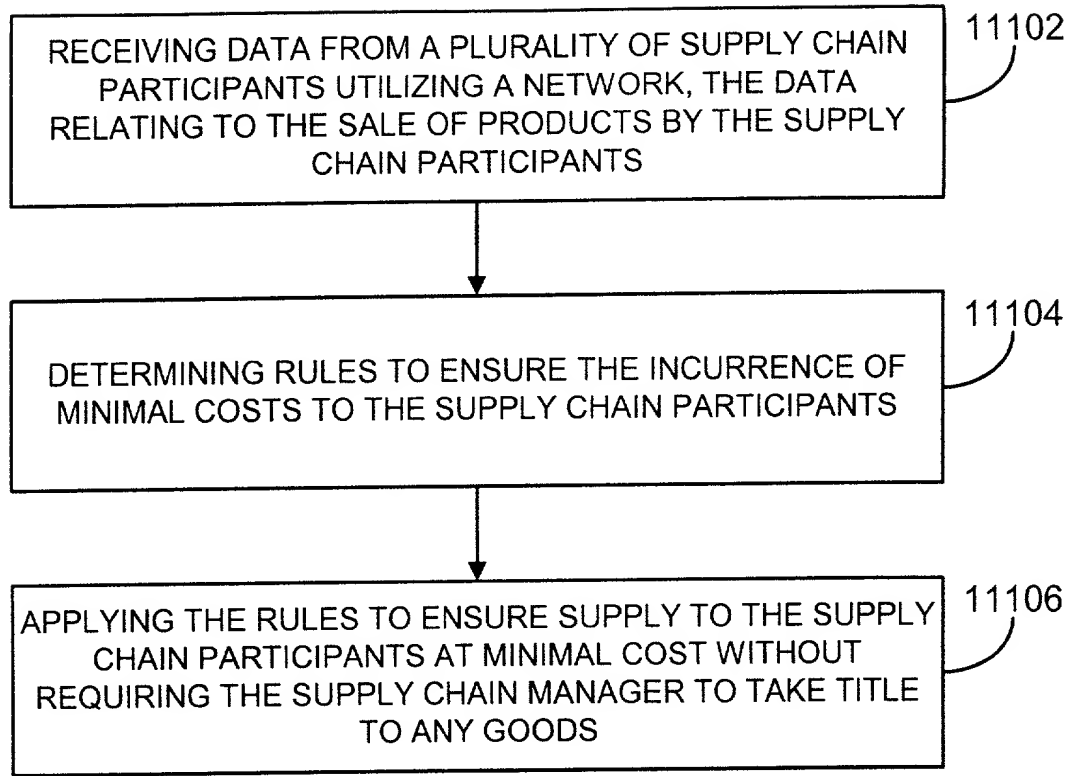 RECEIVING DATA FROM A PLURALITY OF SUPPLY CHAIN
PARTICIPANTS UTILIZING A NETWORK, THE DATA
RELATING TO THE SALE OF PRODUCTS BY THE SUPPLY
CHAIN PARTICIPANTS
11102
DETERMINING RULES TO ENSURE THE INCURRENCE OF
MINIMAL COSTS TO THE SUPPLY CHAIN PARTICIPANTS
11104
APPLYING THE RULES TO ENSURE SUPPLY TO THE SUPPLY
CHAIN PARTICIPANTS AT MINIMAL COST WITHOUT
REQUIRING THE SUPPLY CHAIN MANAGER TO TAKE TITLE
TO ANY GOODS
11106